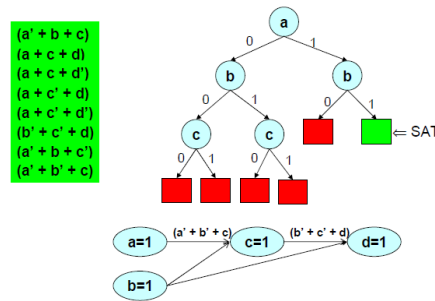 (a' + b + c)
(a + c + d)
(a + c + d')
(a + c' + d)
(a + c' + d')
(b' + c' + d)
(a' + b + c')
(a' + b' + c)
a
0 1
b b
0 1 0 1
c c ⇐ SAT
0 1 0 1
(a' + b' + c) (b' + c' + d)
a=1 c=1 d=1
b=1